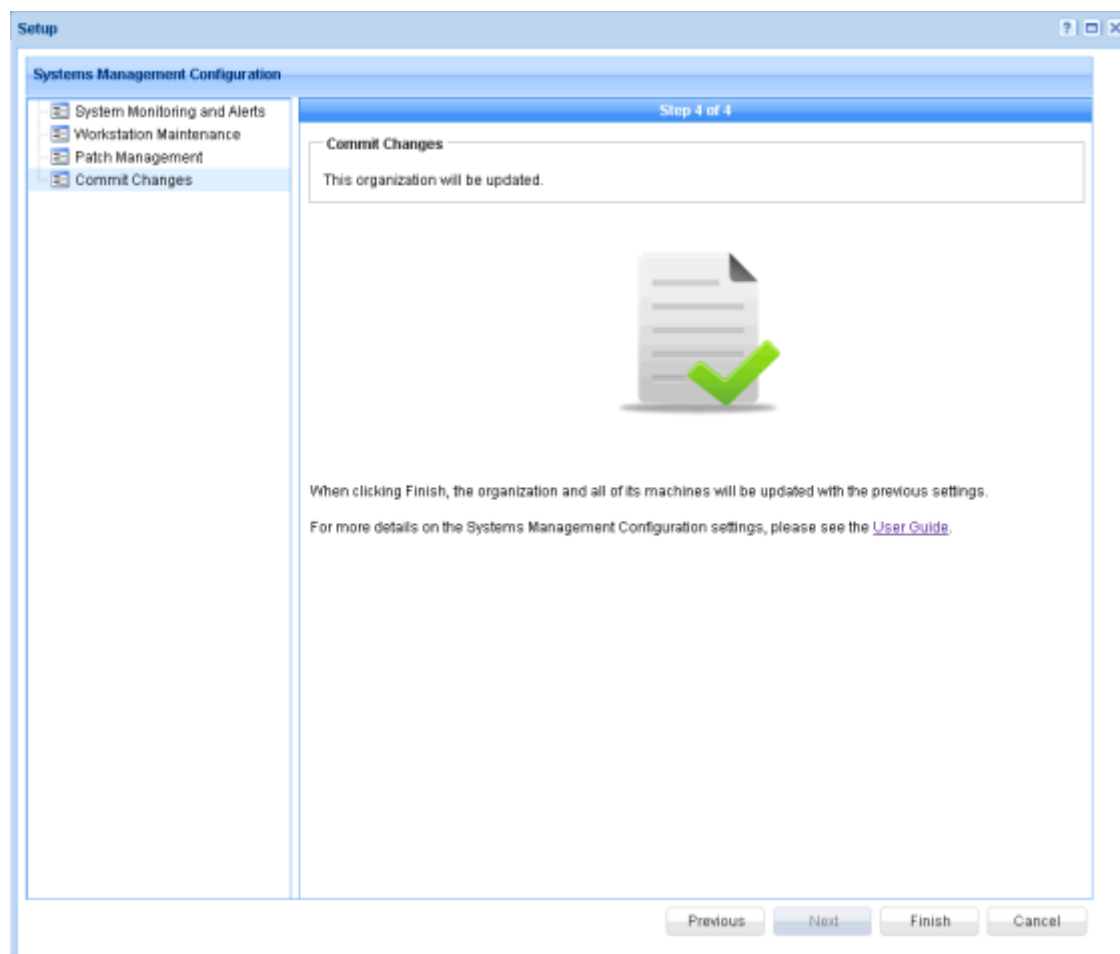 Setup
Systems Management Configuration
System Monitoring and Alerts
Workstation Maintenance
Patch Management
Commit Changes
Step 4 of 4
Commit Changes
This organization will be updated.
When clicking Finish, the organization and all of its machines will be updated with the previous settings.
For more details on the Systems Management Configuration settings, please see the User Guide.
Previous
Next
Finish
Cancel